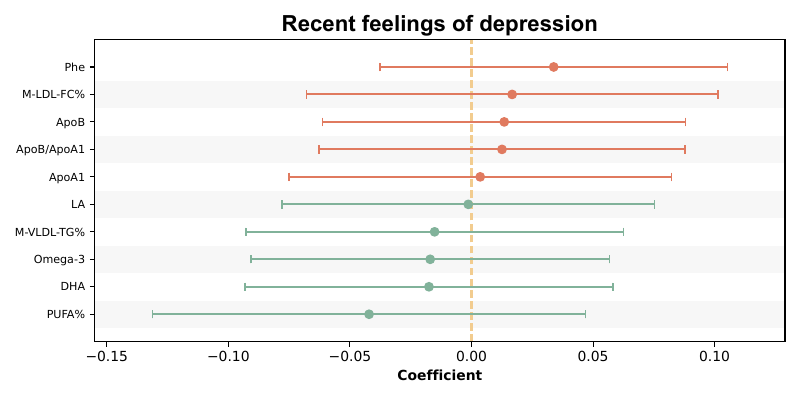 Recent feelings of depression
Phe
M-LDL-FC%
ApoB
ApoB/ApoA1
ApoA1
LA
M-VLDL-TG%
Omega-3
DHA
PUFA%
−0.15 −0.10 −0.05 0.00 0.05 0.10
Coefficient